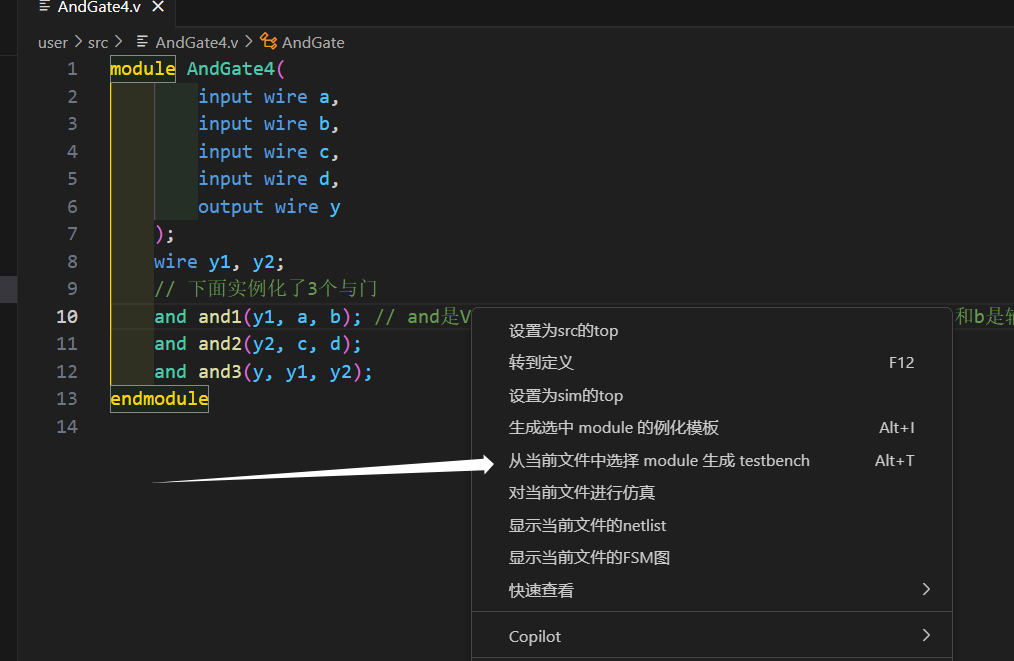 AndGate4.v
user > src > AndGate4.v > AndGate
1 module AndGate4(
2 input wire a,
3 input wire b,
4 input wire c,
5 input wire d,
6 output wire y
7 );
8 wire y1, y2;
9 // 下面实例化了3个与门
10 and and1(y1, a, b); // and是V 和b是输
11 and and2(y2, c, d);
12 and and3(y, y1, y2);
13 endmodule
14
设置为src的top
转到定义 F12
设置为sim的top
生成选中 module 的例化模板 Alt+I
从当前文件中选择 module 生成 testbench Alt+T
对当前文件进行仿真
显示当前文件的netlist
显示当前文件的FSM图
快速查看
Copilot